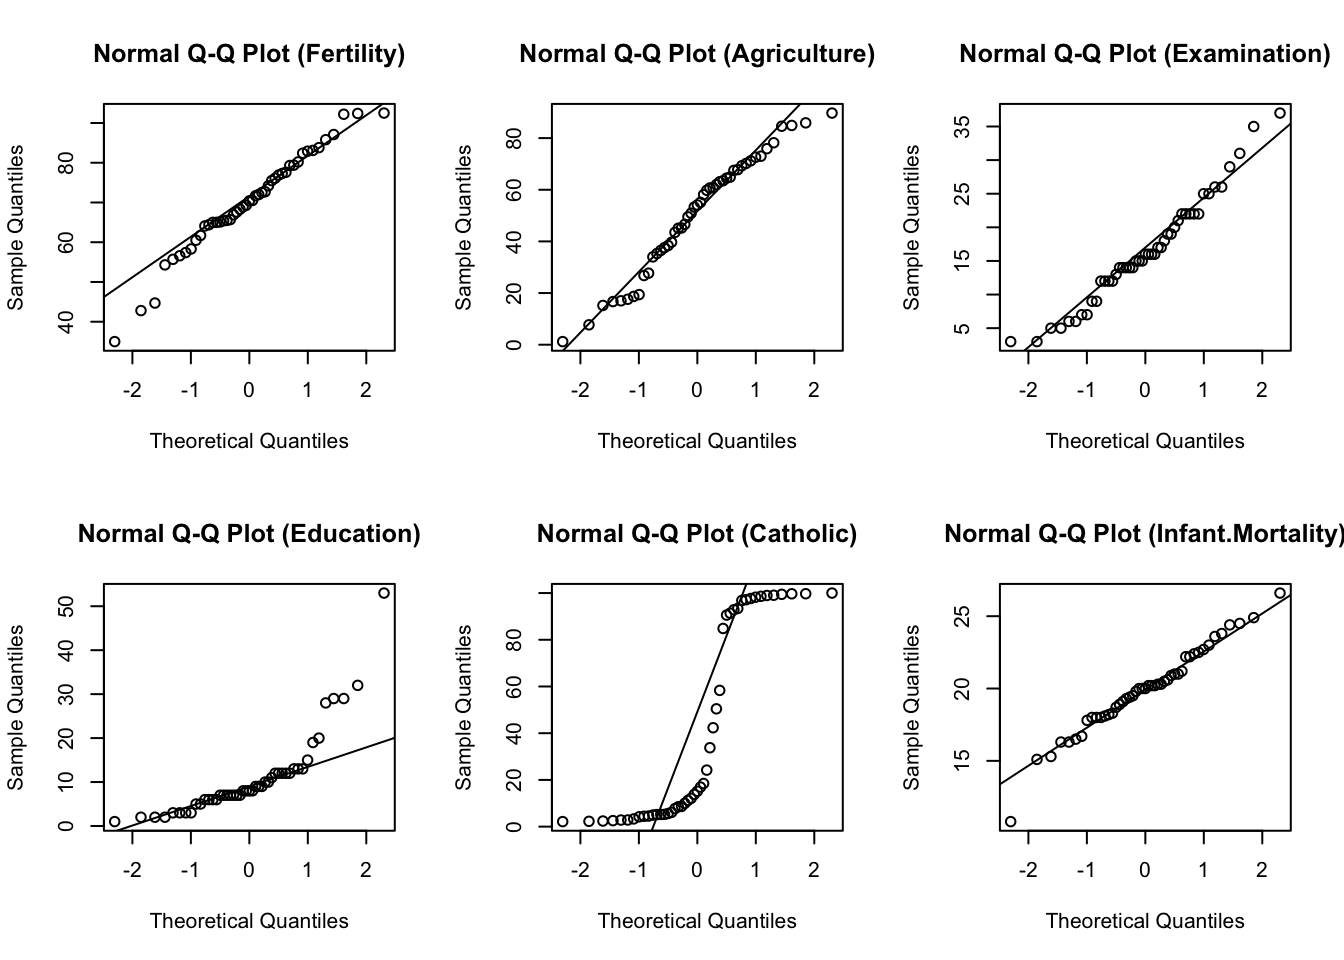 Normal Q-Q Plot (Fertility)
Sample Quantiles
40 60 80
-2 -1 0 1 2
Theoretical Quantiles
Normal Q-Q Plot (Agriculture)
Sample Quantiles
0 20 40 60 80
-2 -1 0 1 2
Theoretical Quantiles
Normal Q-Q Plot (Examination)
Sample Quantiles
5 15 25 35
-2 -1 0 1 2
Theoretical Quantiles
Normal Q-Q Plot (Education)
Sample Quantiles
0 10 20 30 40 50
-2 -1 0 1 2
Theoretical Quantiles
Normal Q-Q Plot (Catholic)
Sample Quantiles
0 20 40 60 80
-2 -1 0 1 2
Theoretical Quantiles
Normal Q-Q Plot (Infant.Mortality)
Sample Quantiles
15 20 25
-2 -1 0 1 2
Theoretical Quantiles